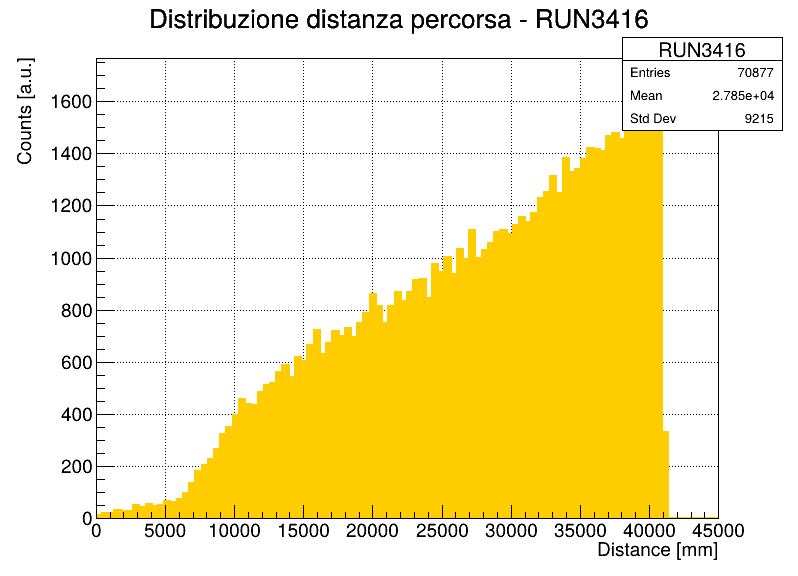 Distribuzione distanza percorsa - RUN3416
RUN3416
Entries 70877
Mean 2.785e+04
Std Dev 9215
Counts [a.u.]
1600
1400
1200
1000
800
600
400
200
0
0 5000 10000 15000 20000 25000 30000 35000 40000 45000
Distance [mm]